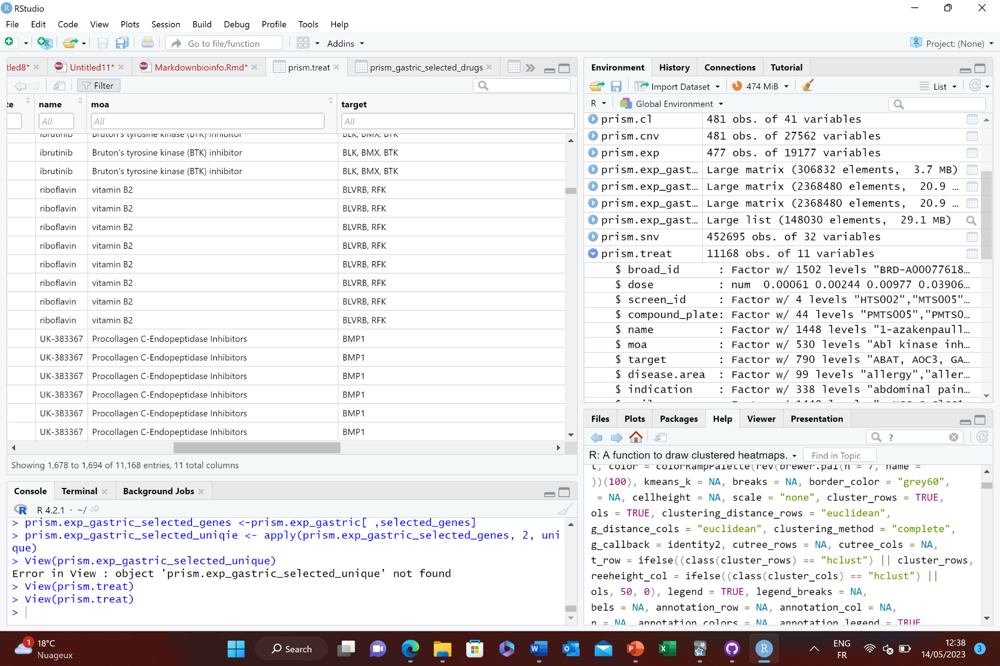 RStudio
File Edit Code View Plots Session Build Debug Profile Tools Help
Go to file/function Addins Project: (None)
tled8* Untitled11* Markdownbioinfo.Rmd* prism.treat prism_gastric_selected_drugs
Filter
te name moa target
All All All
ibrutinib Bruton's tyrosine kinase (BTK) inhibitor BLK, BMX, BTK
ibrutinib Bruton's tyrosine kinase (BTK) inhibitor BLK, BMX, BTK
ibrutinib Bruton's tyrosine kinase (BTK) inhibitor BLK, BMX, BTK
riboflavin vitamin B2 BLVRB, RFK
riboflavin vitamin B2 BLVRB, RFK
riboflavin vitamin B2 BLVRB, RFK
riboflavin vitamin B2 BLVRB, RFK
riboflavin vitamin B2 BLVRB, RFK
riboflavin vitamin B2 BLVRB, RFK
riboflavin vitamin B2 BLVRB, RFK
riboflavin vitamin B2 BLVRB, RFK
UK-383367 Procollagen C-Endopeptidase Inhibitors BMP1
UK-383367 Procollagen C-Endopeptidase Inhibitors BMP1
UK-383367 Procollagen C-Endopeptidase Inhibitors BMP1
UK-383367 Procollagen C-Endopeptidase Inhibitors BMP1
UK-383367 Procollagen C-Endopeptidase Inhibitors BMP1
UK-383367 Procollagen C-Endopeptidase Inhibitors BMP1
Showing 1,678 to 1,694 of 11,168 entries, 11 total columns
Console Terminal Background Jobs
R 4.2.1 · ~/
> prism.exp_gastric_selected_genes <-prism.exp_gastric[ ,selected_genes]
> prism.exp_gastric_selected_uniqie <- apply(prism.exp_gastric_selected_genes, 2, uni
que)
> View(prism.exp_gastric_selected_unique)
Error in View : object 'prism.exp_gastric_selected_unique' not found
> View(prism.treat)
> View(prism.treat)
>
Environment History Connections Tutorial
Import Dataset 474 MiB List
R Global Environment
prism.cl 481 obs. of 41 variables
prism.cnv 481 obs. of 27562 variables
prism.exp 477 obs. of 19177 variables
prism.exp_gast… Large matrix (306832 elements, 3.7 MB)
prism.exp_gast… Large matrix (2368480 elements, 20.9 …
prism.exp_gast… Large matrix (2368480 elements, 20.9 …
prism.exp_gast… Large list (148030 elements, 29.1 MB)
prism.snv 452695 obs. of 32 variables
prism.treat 11168 obs. of 11 variables
$ broad_id : Factor w/ 1502 levels "BRD-A00077618…
$ dose : num 0.00061 0.00244 0.00977 0.03906…
$ screen_id : Factor w/ 4 levels "HTS002","MTS005"…
$ compound_plate: Factor w/ 44 levels "PMTS005","PMTS0…
$ name : Factor w/ 1448 levels "1-azakenpaull…
$ moa : Factor w/ 530 levels "Abl kinase inh…
$ target : Factor w/ 790 levels "ABAT, AOC3, GA…
$ disease.area : Factor w/ 99 levels "allergy","aller…
$ indication : Factor w/ 338 levels "abdominal pain…
Files Plots Packages Help Viewer Presentation
?
R: A function to draw clustered heatmaps. Find in Topic
t, color = colorRampPalette(rev(brewer.pal(n = 7, name =
))(100), kmeans_k = NA, breaks = NA, border_color = "grey60",
= NA, cellheight = NA, scale = "none", cluster_rows = TRUE,
ols = TRUE, clustering_distance_rows = "euclidean",
g_distance_cols = "euclidean", clustering_method = "complete",
g_callback = identity2, cutree_rows = NA, cutree_cols = NA,
t_row = ifelse((class(cluster_rows) == "hclust") || cluster_rows,
reeheight_col = ifelse((class(cluster_cols) == "hclust") ||
ols, 50, 0), legend = TRUE, legend_breaks = NA,
bels = NA, annotation_row = NA, annotation_col = NA,
n = NA, annotation_colors = NA, annotation_legend = TRUE
1 18°C
Nuageux
Search
ENG
FR
12:38
14/05/2023
3